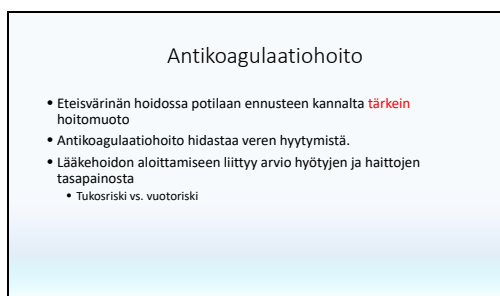 Antikoagulaatiohoito
• Eteisvärinän hoidossa potilaan ennusteen kannalta tärkein
hoitomuoto
• Antikoagulaatiohoito hidastaa veren hyytymistä.
• Lääkehoidon aloittamiseen liittyy arvio hyötyjen ja haittojen
tasapainosta
• Tukosriski vs. vuotoriski